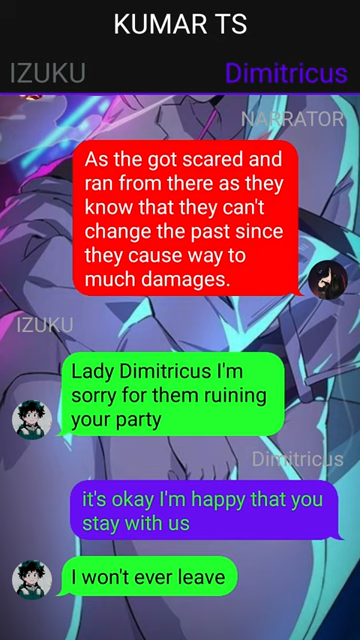 KUMAR TS
IZUKU Dimitricus
NARRATOR
As the got scared and
ran from there as they
know that they can't
change the past since
they cause way to
much damages.
IZUKU
Lady Dimitricus I'm
sorry for them ruining
your party
Dimitricus
it's okay I'm happy that you
stay with us
I won't ever leave